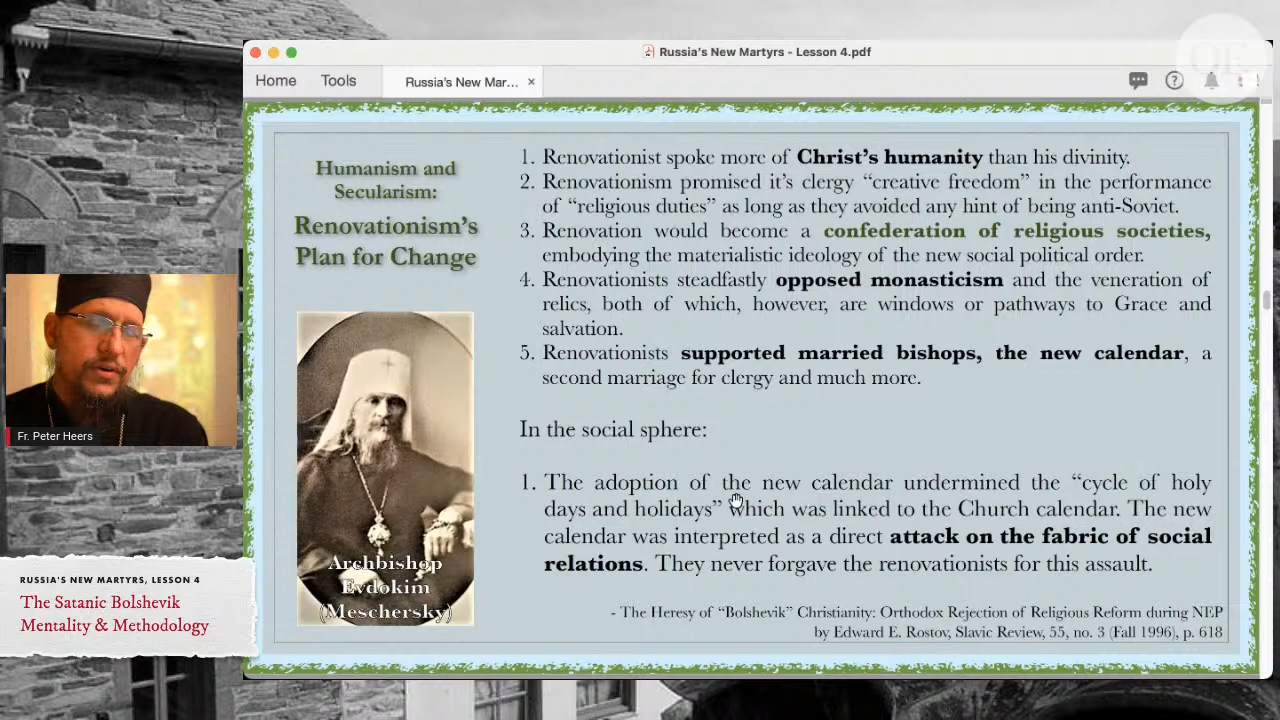 Russia's New Martyrs - Lesson 4.pdf
Home
Tools
Russia's New Mar...
×
OE
Humanism and
Secularism:
Renovationism's
Plan for Change
Archbishop
Evdokim
(Meschersky)
1. Renovationist spoke more of Christ's humanity than his divinity.
2. Renovationism promised it's clergy "creative freedom" in the performance
of "religious duties" as long as they avoided any hint of being anti-Soviet.
3. Renovation would become a confederation of religious societies,
embodying the materialistic ideology of the new social political order.
4. Renovationists steadfastly opposed monasticism and the veneration of
relics, both of which, however, are windows or pathways to Grace and
salvation.
5. Renovationists supported married bishops, the new calendar, a
second marriage for clergy and much more.
In the social sphere:
1. The adoption of the new calendar undermined the "cycle of holy
days and holidays" which was linked to the Church calendar. The new
calendar was interpreted as a direct attack on the fabric of social
relations. They never forgave the renovationists for this assault.
- The Heresy of "Bolshevik" Christianity: Orthodox Rejection of Religious Reform during NEP
by Edward E. Rostov, Slavic Review, 55, no. 3 (Fall 1996), p. 618
Fr. Peter Heers
RUSSIA'S NEW MARTYRS, LESSON 4
The Satanic Bolshevik
Mentality & Methodology